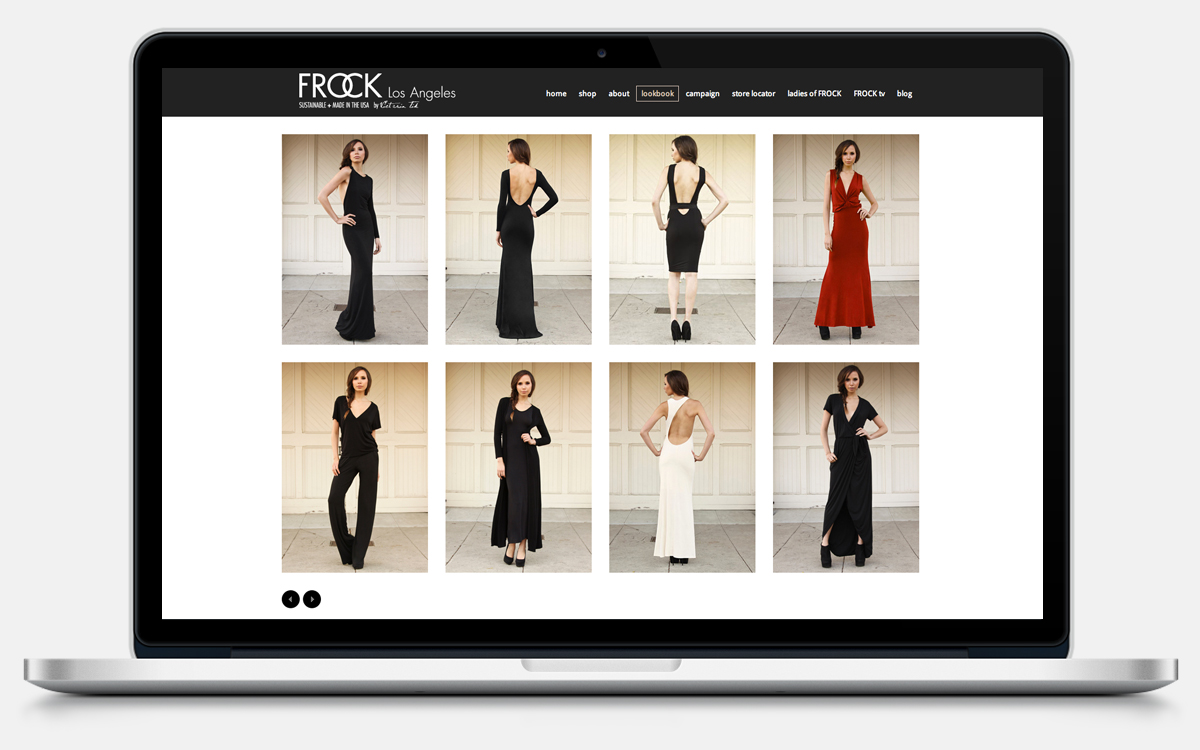 FROCK Los Angeles
SUSTAINABLE + MADE IN THE USA by
home shop about lookbook campaign store locator ladies of FROCK FROCK tv blog